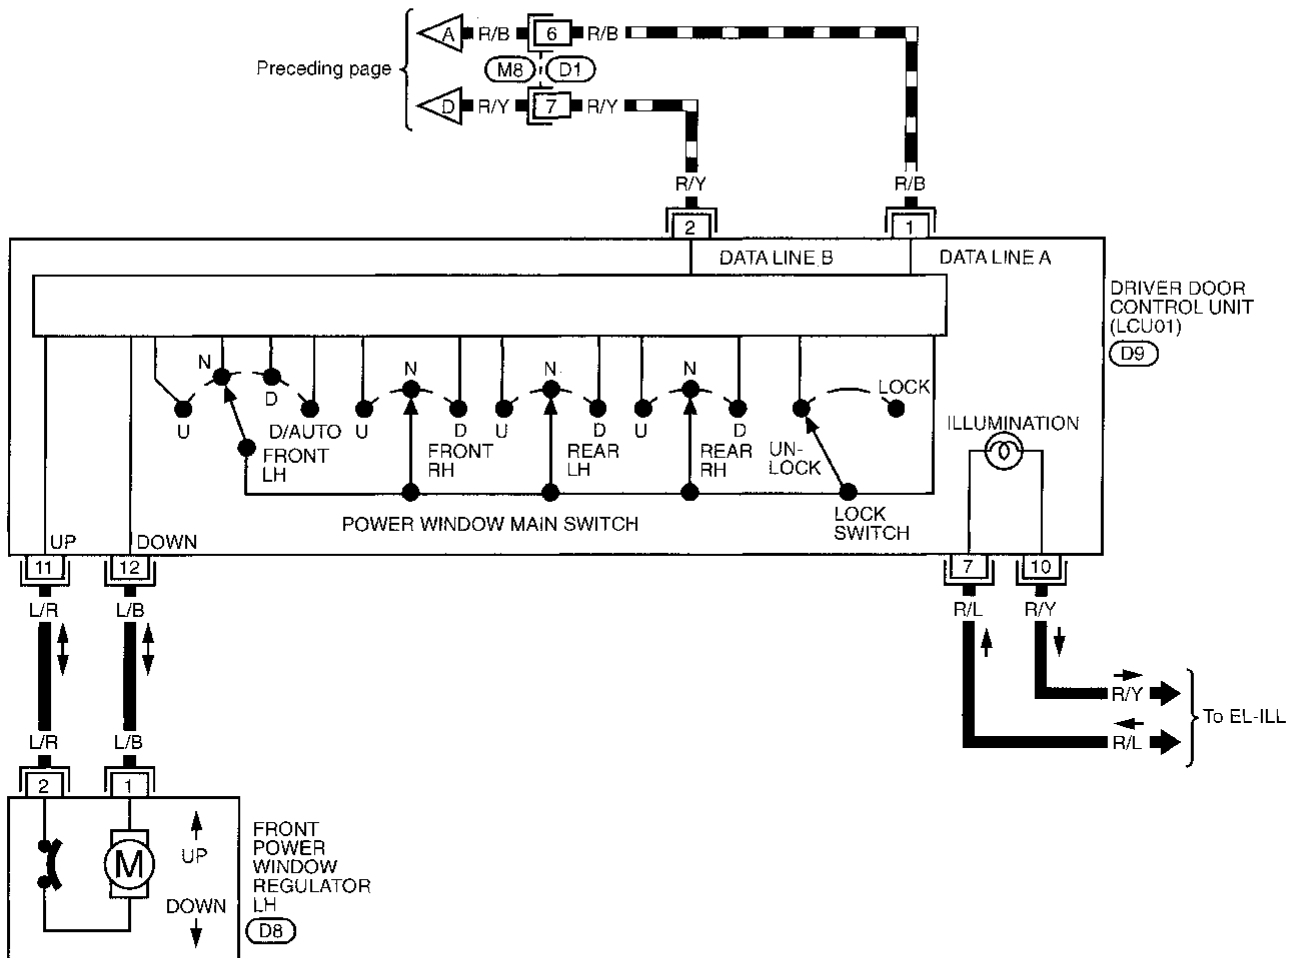 A R/B 6 R/B
Preceding page
M8 D1
D R/Y 7 R/Y
R/Y R/B
2 1
DATA LINE B DATA LINE A
DRIVER DOOR
CONTROL UNIT
(LCU01)
D9
N D U D/AUTO
FRONT
LH
U N D
FRONT
RH
U N D
REAR
LH
U N D
REAR
RH
UN-
LOCK
LOCK
LOCK
SWITCH
ILLUMINATION
POWER WINDOW MAIN SWITCH
UP DOWN
11 12 7 10
L/R L/B R/L R/Y
R/Y
R/L
To EL-ILL
L/R L/B
2 1
M
UP
DOWN
FRONT
POWER
WINDOW
REGULATOR
LH
D8